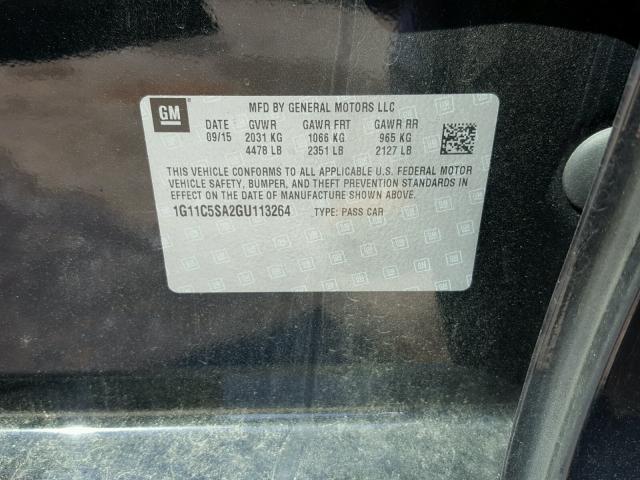 GM
MFD BY GENERAL MOTORS LLC
DATE GVWR GAWR FRT GAWR RR
09/15 2031 KG 1066 KG 965 KG
4478 LB 2351 LB 2127 LB
THIS VEHICLE CONFORMS TO ALL APPLICABLE U.S. FEDERAL MOTOR
VEHICLE SAFETY, BUMPER, AND THEFT PREVENTION STANDARDS IN
EFFECT ON THE DATE OF MANUFACTURE SHOWN ABOVE.
1G11C5SA2GU113264 TYPE: PASS CAR